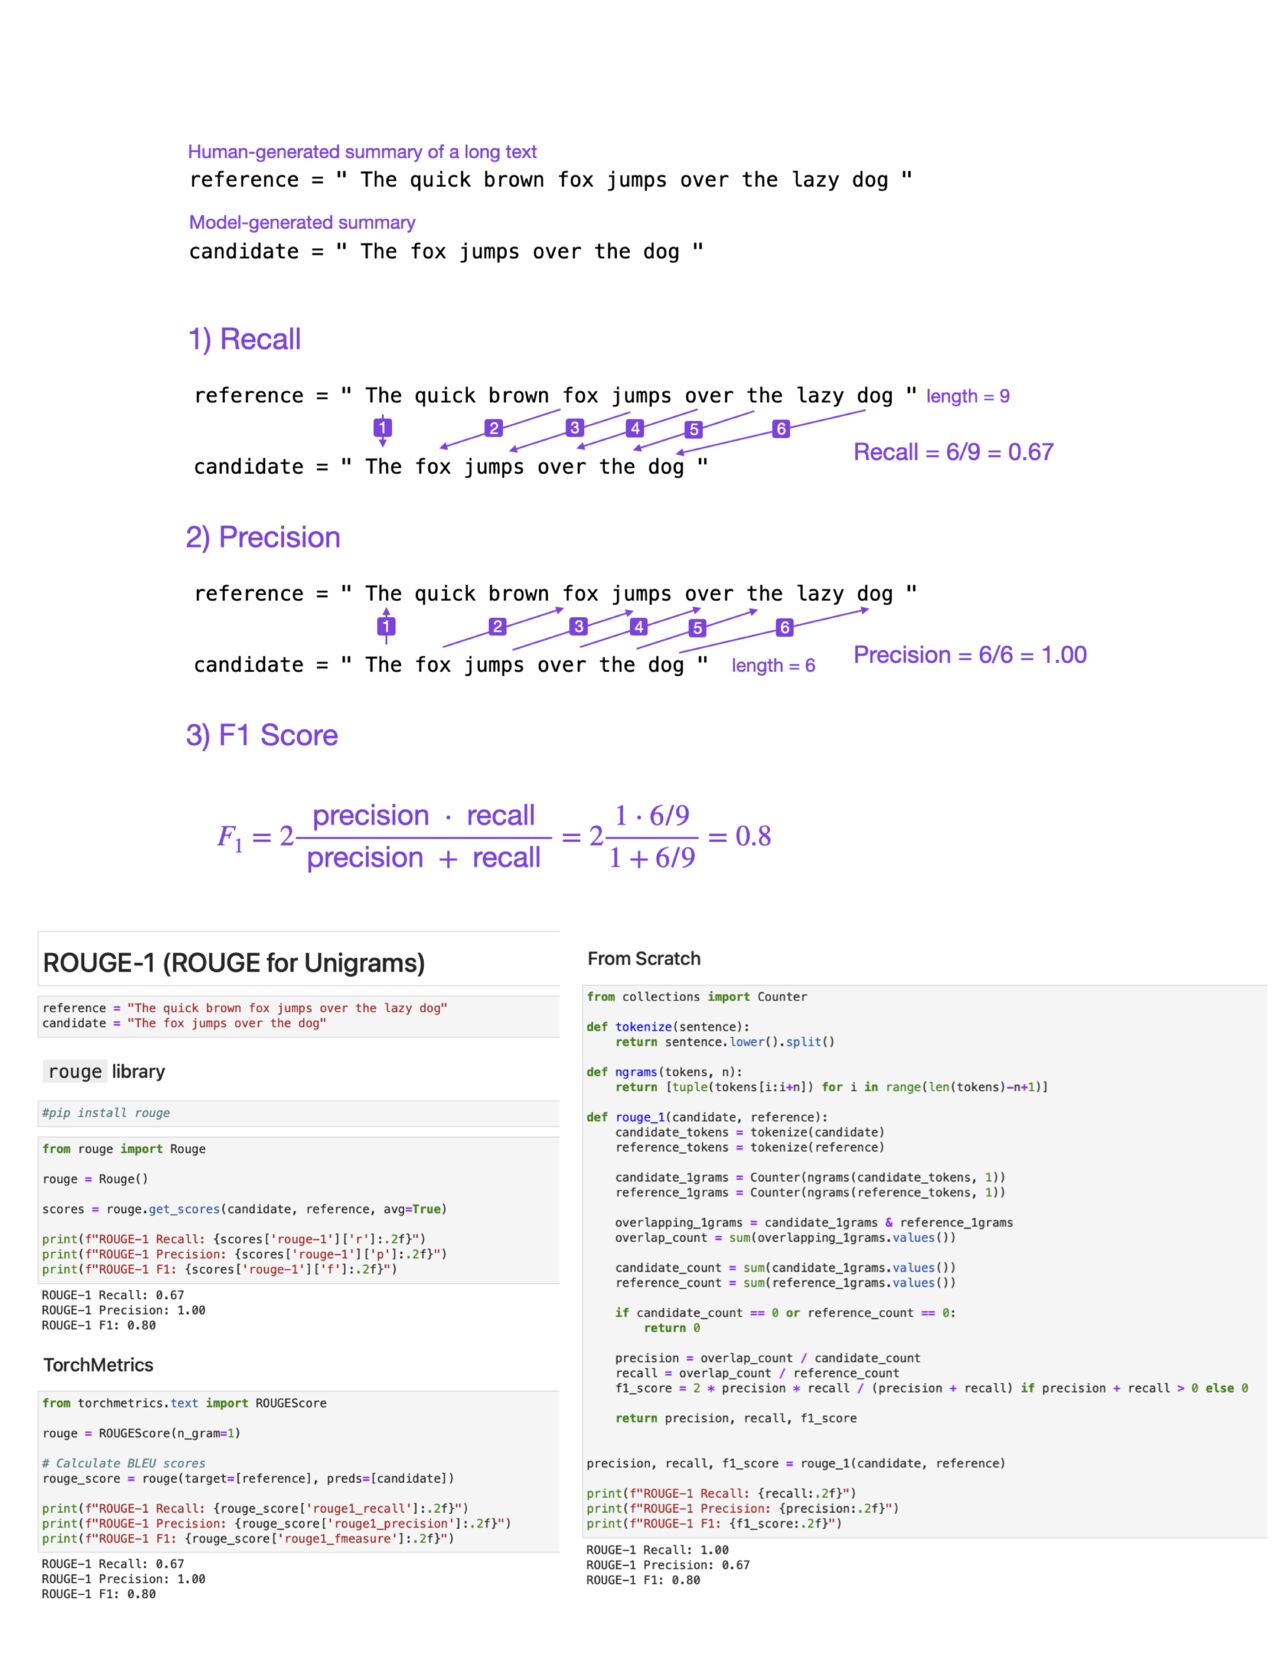 Human-generated summary of a long text
reference = " The quick brown fox jumps over the lazy dog "
Model-generated summary
candidate = " The fox jumps over the dog "
1) Recall
reference = " The quick brown fox jumps over the lazy dog " length = 9
1 2 3 4 5 6
Recall = 6/9 = 0.67
candidate = " The fox jumps over the dog "
2) Precision
reference = " The quick brown fox jumps over the lazy dog "
1 2 3 4 5 6
candidate = " The fox jumps over the dog " length = 6
Precision = 6/6 = 1.00
3) F1 Score
F₁ = 2 precision · recall / precision + recall = 2 1 · 6/9 / 1 + 6/9 = 0.8
ROUGE-1 (ROUGE for Unigrams)
reference = "The quick brown fox jumps over the lazy dog"
candidate = "The fox jumps over the dog"
rouge library
#pip install rouge
from rouge import Rouge
rouge = Rouge()
scores = rouge.get_scores(candidate, reference, avg=True)
print(f"ROUGE-1 Recall: {scores['rouge-1']['r']:.2f}")
print(f"ROUGE-1 Precision: {scores['rouge-1']['p']:.2f}")
print(f"ROUGE-1 F1: {scores['rouge-1']['f']:.2f}")
ROUGE-1 Recall: 0.67
ROUGE-1 Precision: 1.00
ROUGE-1 F1: 0.80
TorchMetrics
from torchmetrics.text import ROUGEScore
rouge = ROUGEScore(n_gram=1)
# Calculate BLEU scores
rouge_score = rouge(target=[reference], preds=[candidate])
print(f"ROUGE-1 Recall: {rouge_score['rouge1_recall']:.2f}")
print(f"ROUGE-1 Precision: {rouge_score['rouge1_precision']:.2f}")
print(f"ROUGE-1 F1: {rouge_score['rouge1_fmeasure']:.2f}")
ROUGE-1 Recall: 0.67
ROUGE-1 Precision: 1.00
ROUGE-1 F1: 0.80
From Scratch
from collections import Counter
def tokenize(sentence):
    return sentence.lower().split()
def ngrams(tokens, n):
    return [tuple(tokens[i:i+n]) for i in range(len(tokens)-n+1)]
def rouge_1(candidate, reference):
    candidate_tokens = tokenize(candidate)
    reference_tokens = tokenize(reference)
    candidate_1grams = Counter(ngrams(candidate_tokens, 1))
    reference_1grams = Counter(ngrams(reference_tokens, 1))
    overlapping_1grams = candidate_1grams & reference_1grams
    overlap_count = sum(overlapping_1grams.values())
    candidate_count = sum(candidate_1grams.values())
    reference_count = sum(reference_1grams.values())
    if candidate_count == 0 or reference_count == 0:
        return 0
    precision = overlap_count / candidate_count
    recall = overlap_count / reference_count
    f1_score = 2 * precision * recall / (precision + recall) if precision + recall > 0 else 0
    return precision, recall, f1_score
precision, recall, f1_score = rouge_1(candidate, reference)
print(f"ROUGE-1 Recall: {recall:.2f}")
print(f"ROUGE-1 Precision: {precision:.2f}")
print(f"ROUGE-1 F1: {f1_score:.2f}")
ROUGE-1 Recall: 1.00
ROUGE-1 Precision: 0.67
ROUGE-1 F1: 0.80